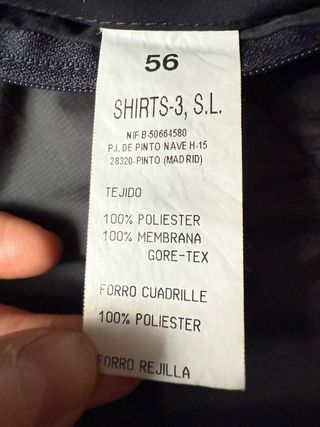 56
SHIRTS-3, S.L.
NIF B-50664580
P.I. DE PINTO NAVE H-15
28320-PINTO (MADRID)
TEJIDO
100% POLIESTER
100% MEMBRANA
GORE-TEX
FORRO CUADRILLE
100% POLIESTER
FORRO REJILLA